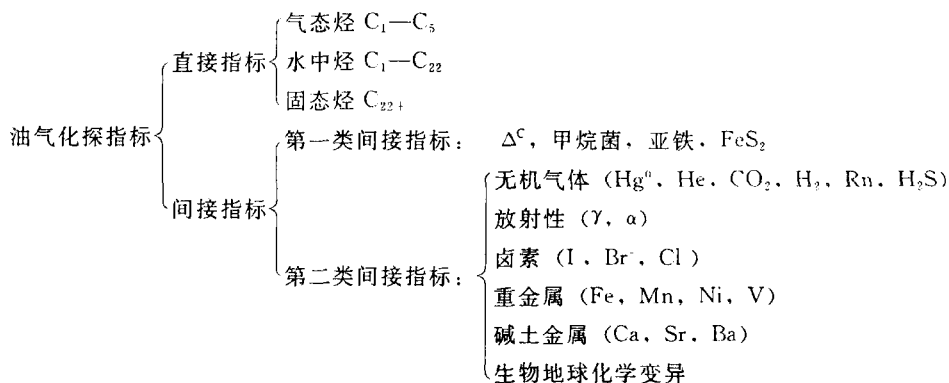 气态烃 C₁—C₅
直接指标
水中烃 C₁—C₂₂
固态烃 C₂₂₊
油气化探指标
第一类间接指标： Δᶜ，甲烷菌，亚铁，FeS₂
无机气体（Hg⁰，He，CO₂，H₂，Rn，H₂S）
间接指标
放射性（γ，α）
卤素（I，Br⁻，Cl）
第二类间接指标：
重金属（Fe，Mn，Ni，V）
碱土金属（Ca，Sr，Ba）
生物地球化学变异